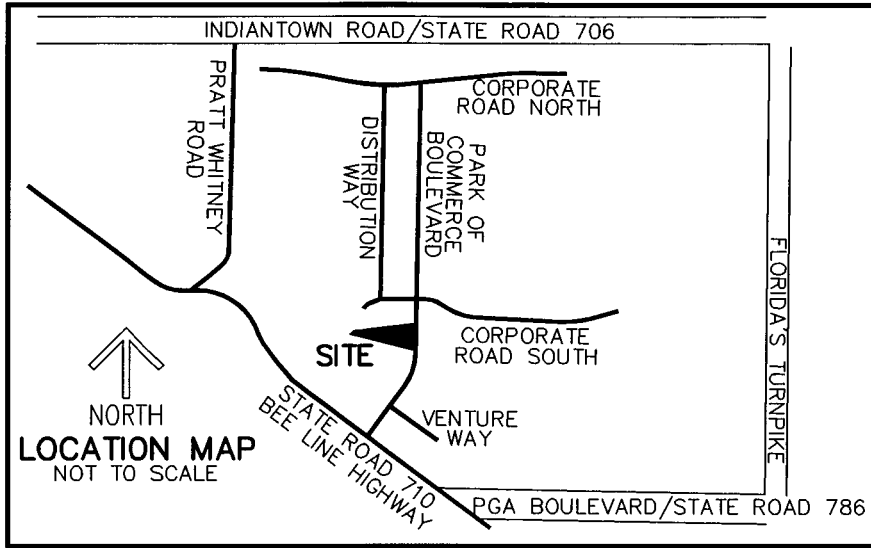 INDIANTOWN ROAD/STATE ROAD 706
PRATT WHITNEY
ROAD
CORPORATE
ROAD NORTH
DISTRIBUTION
WAY
PARK OF
COMMERCE
BOULEVARD
FLORIDA'S TURNPIKE
SITE
CORPORATE
ROAD SOUTH
NORTH
LOCATION MAP
NOT TO SCALE
STATE ROAD 710
BEE LINE HIGHWAY
VENTURE
WAY
PGA BOULEVARD/STATE ROAD 786